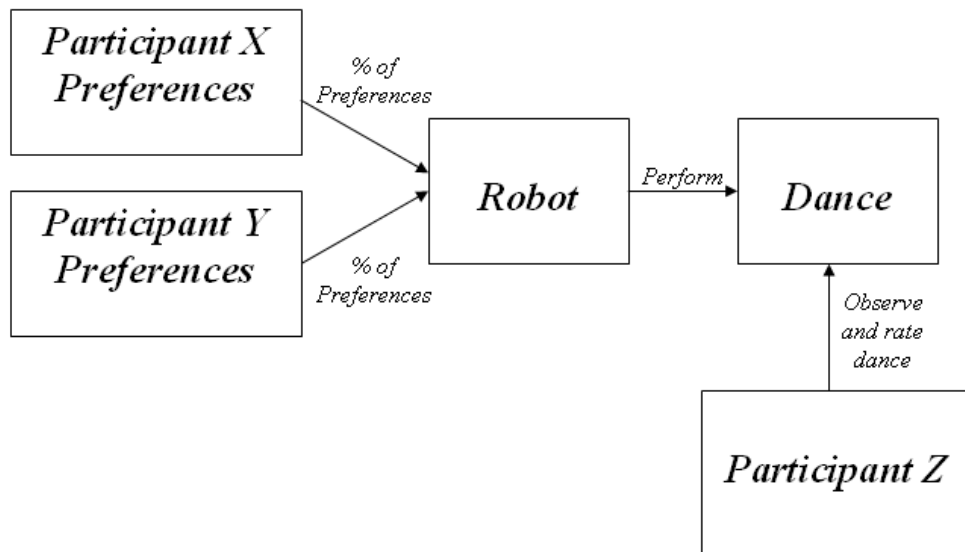 Participant X
Preferences
% of
Preferences
Participant Y
Preferences
% of
Preferences
Robot
Perform
Dance
Observe
and rate
dance
Participant Z